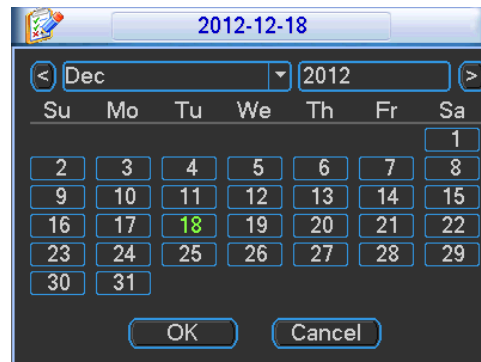 2012-12-18
< Dec 2012 >
Su Mo Tu We Th Fr Sa
1
2 3 4 5 6 7 8
9 10 11 12 13 14 15
16 17 18 19 20 21 22
23 24 25 26 27 28 29
30 31
OK Cancel